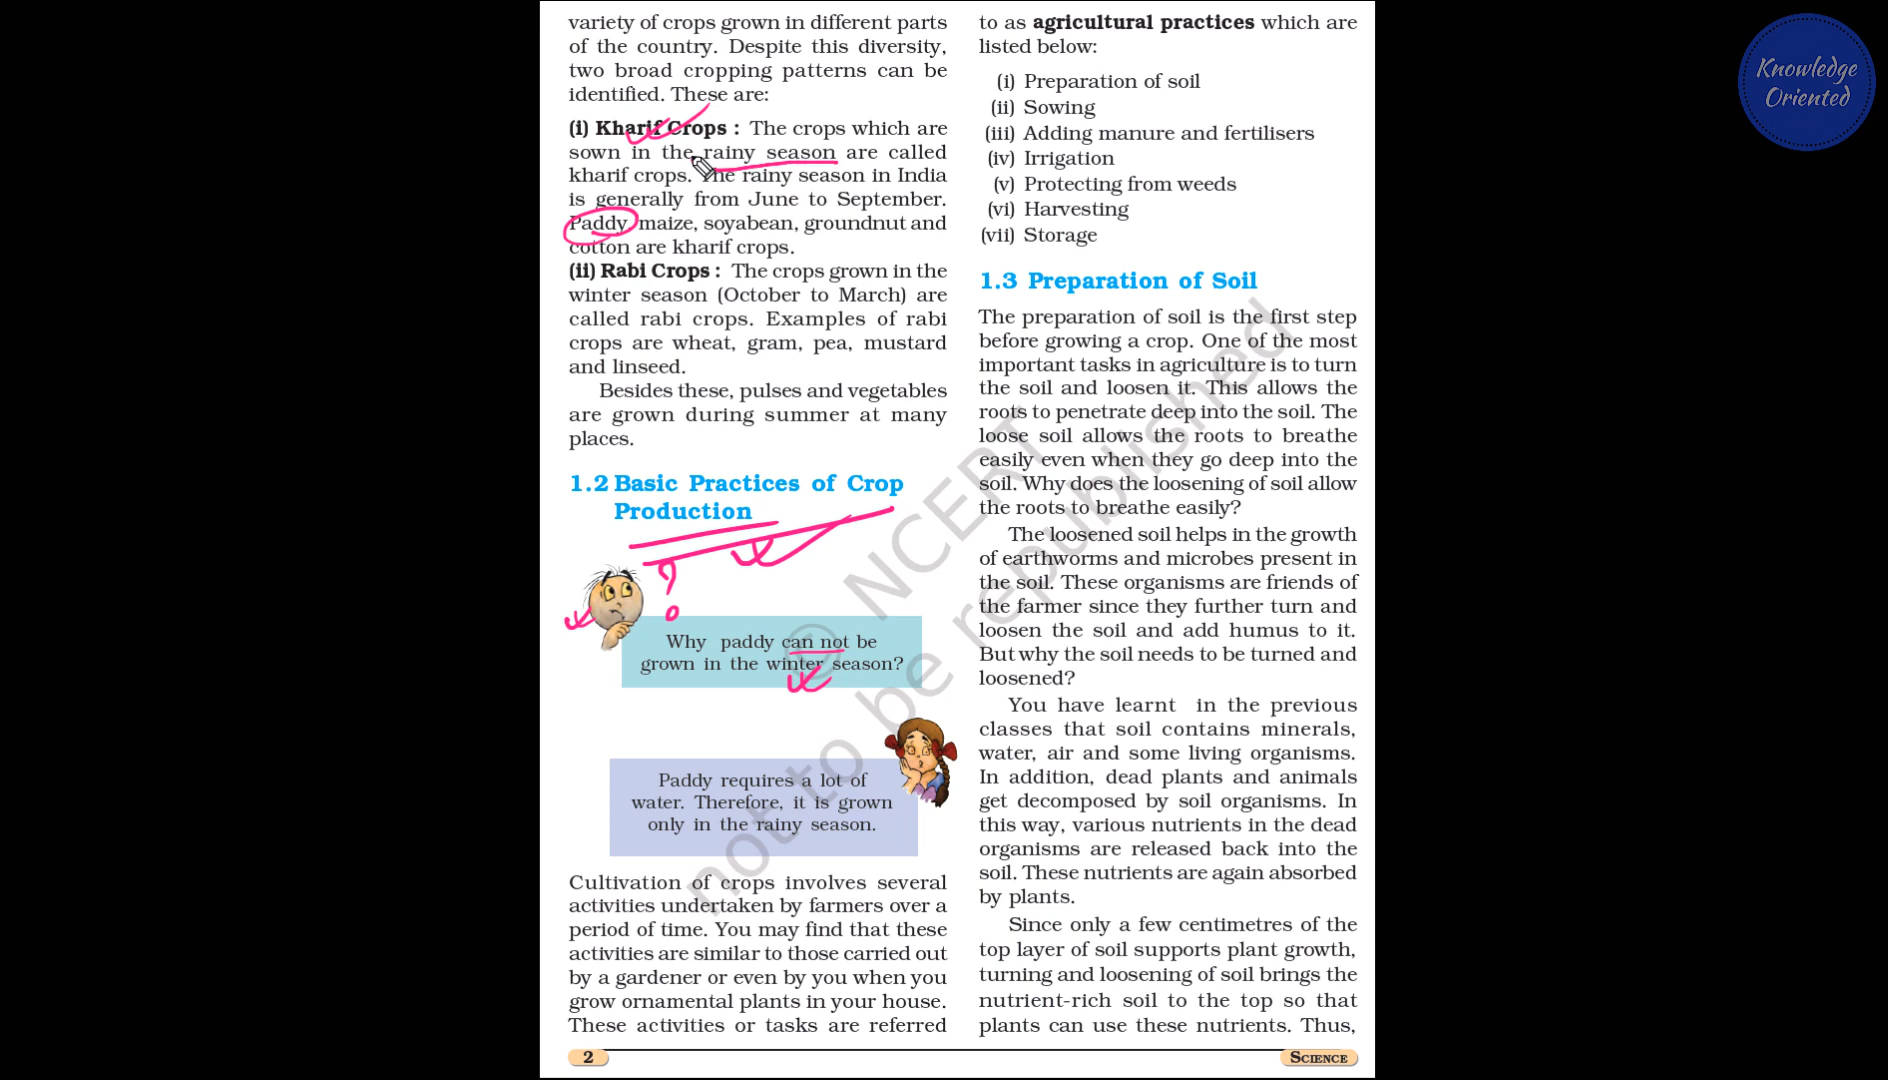 variety of crops grown in different parts
of the country. Despite this diversity,
two broad cropping patterns can be
identified. These are:
(i) Kharif Crops : The crops which are
sown in the rainy season are called
kharif crops. The rainy season in India
is generally from June to September.
Paddy, maize, soyabean, groundnut and
cotton are kharif crops.
(ii) Rabi Crops : The crops grown in the
winter season (October to March) are
called rabi crops. Examples of rabi
crops are wheat, gram, pea, mustard
and linseed.
Besides these, pulses and vegetables
are grown during summer at many
places.
1.2 Basic Practices of Crop
Production
?
Why paddy can not be
grown in the winter season?
Paddy requires a lot of
water. Therefore, it is grown
only in the rainy season.
Cultivation of crops involves several
activities undertaken by farmers over a
period of time. You may find that these
activities are similar to those carried out
by a gardener or even by you when you
grow ornamental plants in your house.
These activities or tasks are referred
to as agricultural practices which are
listed below:
(i) Preparation of soil
(ii) Sowing
(iii) Adding manure and fertilisers
(iv) Irrigation
(v) Protecting from weeds
(vi) Harvesting
(vii) Storage
1.3 Preparation of Soil
The preparation of soil is the first step
before growing a crop. One of the most
important tasks in agriculture is to turn
the soil and loosen it. This allows the
roots to penetrate deep into the soil. The
loose soil allows the roots to breathe
easily even when they go deep into the
soil. Why does the loosening of soil allow
the roots to breathe easily?
The loosened soil helps in the growth
of earthworms and microbes present in
the soil. These organisms are friends of
the farmer since they further turn and
loosen the soil and add humus to it.
But why the soil needs to be turned and
loosened?
You have learnt in the previous
classes that soil contains minerals,
water, air and some living organisms.
In addition, dead plants and animals
get decomposed by soil organisms. In
this way, various nutrients in the dead
organisms are released back into the
soil. These nutrients are again absorbed
by plants.
Since only a few centimetres of the
top layer of soil supports plant growth,
turning and loosening of soil brings the
nutrient-rich soil to the top so that
plants can use these nutrients. Thus,
2
SCIENCE
© NCERT
not to be republished
Knowledge
Oriented